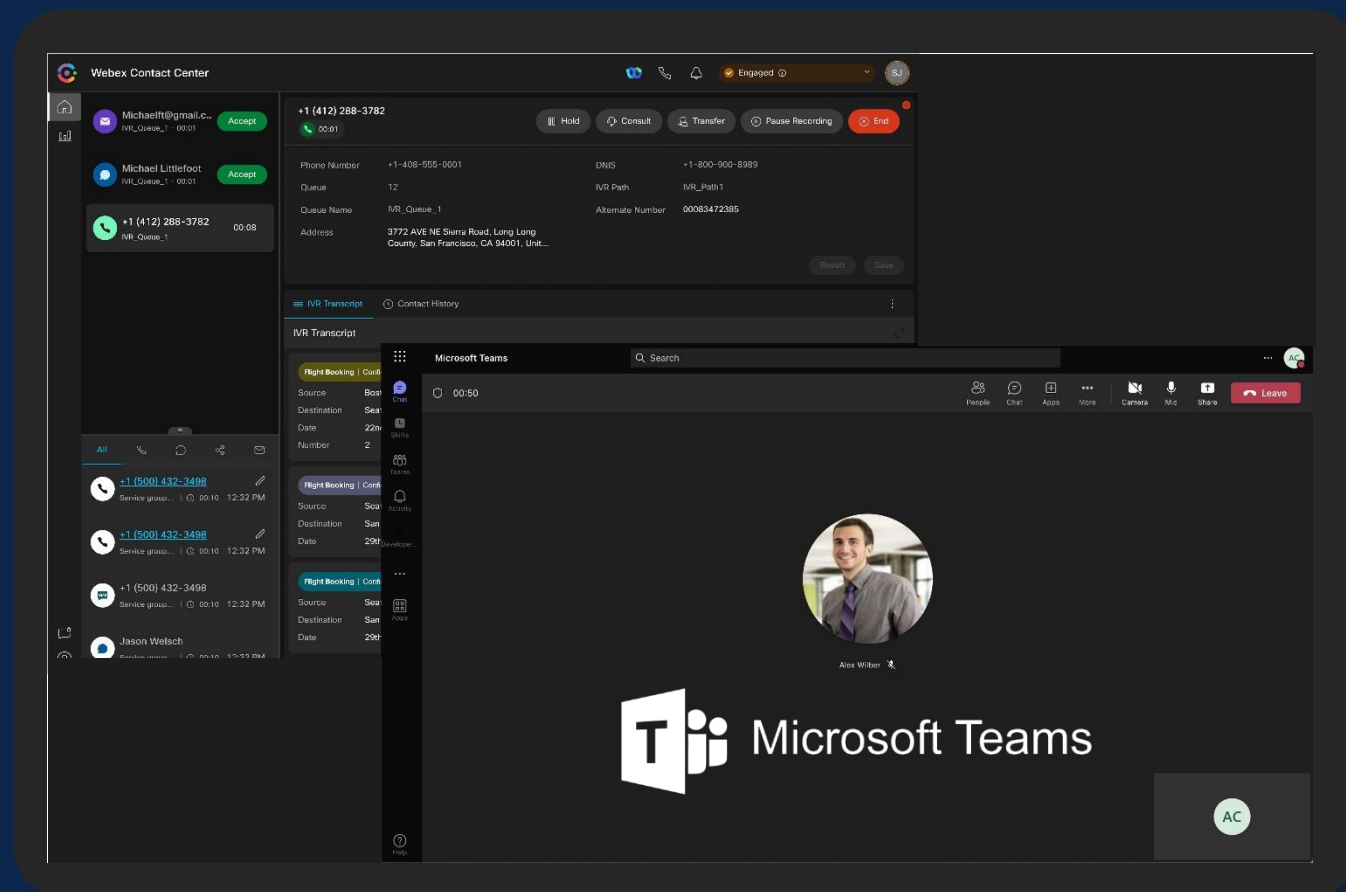 Webex Contact Center
Engaged
SJ
Michaelft@gmail.c...
IVR_Queue_1 - 00:01
Accept
Michael Littlefoot
IVR_Queue_1 - 00:01
Accept
+1 (412) 288-3782
IVR_Queue_1
00:08
+1 (412) 288-3782
00:01
Hold
Consult
Transfer
Pause Recording
End
Phone Number +1-408-555-0001
DNIS +1-800-900-8989
Queue 12
IVR Path IVR_Path1
Queue Name IVR_Queue_1
Alternate Number 00083472385
Address 3772 AVE NE Sierra Road, Long Long
County, San Francisco, CA 94001, Unit...
Revert Save
IVR Transcript
Contact History
IVR Transcript
Flight Booking |
Source
Destination
Date
Number 2
Flight Booking |
Source
Destination San
Date
Flight Booking |
Source
Destination San
Date
All
+1 (500) 432-3498
Service group... | 00:10 12:32 PM
+1 (500) 432-3498
Service group... | 00:10 12:32 PM
+1 (500) 432-3498
Service group... | 00:10 12:32 PM
Jason Welsch
Microsoft Teams
Search
AC
Chat
Shifts
Teams
Activity
Developer...
Apps
Help
00:50
People
Chat
Apps
More
Camera
Mic
Share
Leave
Alex Wilber
Microsoft Teams
AC